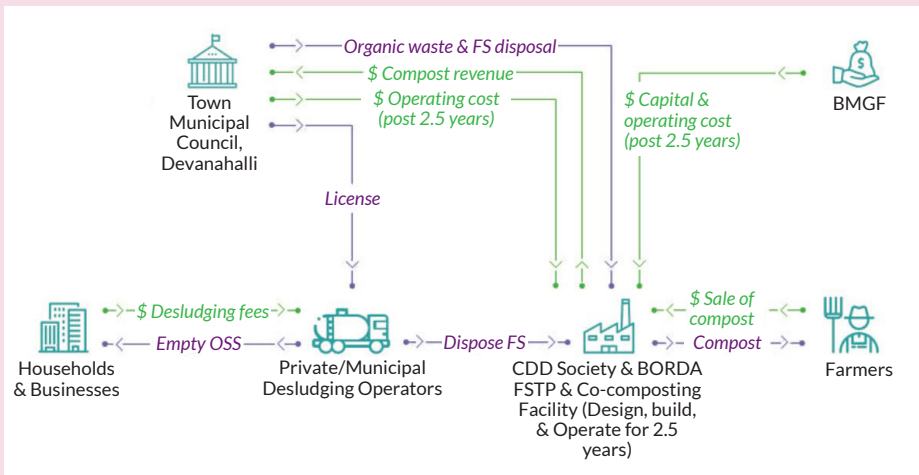 Organic waste & FS disposal
$ Compost revenue
$ Operating cost
(post 2.5 years)
Town
Municipal
Council,
Devanahalli
$ Capital &
operating cost
(post 2.5 years)
BMGF
License
$ Desludging fees
Empty OSS
Households
& Businesses
Private/Municipal
Desludging Operators
Dispose FS
CDD Society & BORDA
FSTP & Co-composting
Facility (Design, build,
& Operate for 2.5
years)
$ Sale of
compost
Compost
Farmers